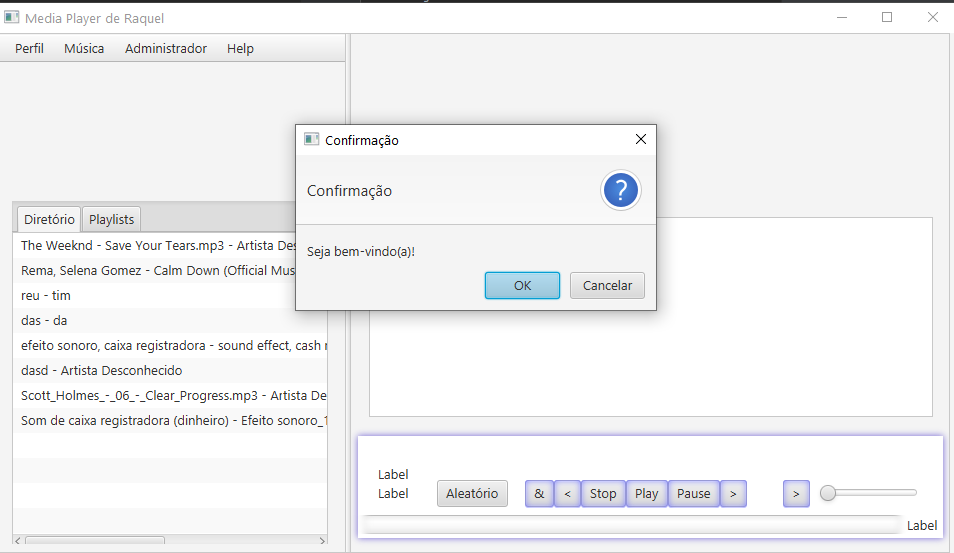 Media Player de Raquel
Perfil Música Administrador Help
Confirmação
Confirmação
?
Seja bem-vindo(a)!
OK Cancelar
Diretório Playlists
The Weeknd - Save Your Tears.mp3 - Artista Des
Rema, Selena Gomez - Calm Down (Official Mus
reu - tim
das - da
efeito sonoro, caixa registradora - sound effect, cash r
dasd - Artista Desconhecido
Scott_Holmes_-_06_-_Clear_Progress.mp3 - Artista De
Som de caixa registradora (dinheiro) - Efeito sonoro_1
Label
Label
Aleatório & < Stop Play Pause > >
Label